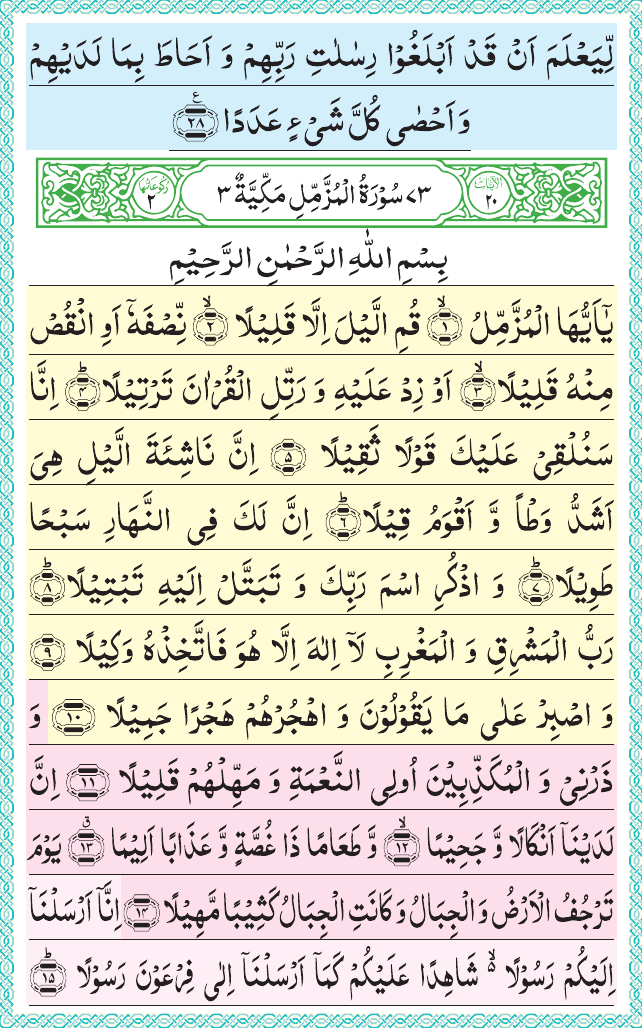 لِّيَعْلَمَ اَنْ قَدْ اَبْلَغُوْا رِسٰلٰتِ رَبِّهِمْ وَ اَحَاطَ بِمَا لَدَيْهِمْ
وَ اَحْصٰى كُلَّ شَيْءٍ عَدَدًا ﴿۲۸﴾ ع
الآیات ۲۰ ۷۳ سُوْرَةُ الْمُزَّمِّلِ مَكِّيَّةٌ ۳ رکوعاتها ۲
بِسْمِ اللّٰهِ الرَّحْمٰنِ الرَّحِيْمِ
يٰۤاَيُّهَا الْمُزَّمِّلُ ﴿۱﴾ۙ قُمِ الَّيْلَ اِلَّا قَلِيْلًا ﴿۲﴾ۙ نِّصْفَهٗۤ اَوِ انْقُصْ
مِنْهُ قَلِيْلًا ﴿۳﴾ۙ اَوْ زِدْ عَلَيْهِ وَ رَتِّلِ الْقُرْاٰنَ تَرْتِيْلًا ﴿۴﴾ؕ اِنَّا
سَنُلْقِيْ عَلَيْكَ قَوْلًا ثَقِيْلًا ﴿۵﴾ اِنَّ نَاشِئَةَ الَّيْلِ هِيَ
اَشَدُّ وَطْاً وَّ اَقْوَمُ قِيْلًا ﴿۶﴾ؕ اِنَّ لَكَ فِي النَّهَارِ سَبْحًا
طَوِيْلًا ﴿۷﴾ؕ وَ اذْكُرِ اسْمَ رَبِّكَ وَ تَبَتَّلْ اِلَيْهِ تَبْتِيْلًا ﴿۸﴾ؕ
رَبُّ الْمَشْرِقِ وَ الْمَغْرِبِ لَاۤ اِلٰهَ اِلَّا هُوَ فَاتَّخِذْهُ وَكِيْلًا ﴿۹﴾
وَ اصْبِرْ عَلٰى مَا يَقُوْلُوْنَ وَ اهْجُرْهُمْ هَجْرًا جَمِيْلًا ﴿۱۰﴾ وَ
ذَرْنِيْ وَ الْمُكَذِّبِيْنَ اُولِي النَّعْمَةِ وَ مَهِّلْهُمْ قَلِيْلًا ﴿۱۱﴾ اِنَّ
لَدَيْنَاۤ اَنْكَالًا وَّ جَحِيْمًا ﴿۱۲﴾ۙ وَّ طَعَامًا ذَا غُصَّةٍ وَّ عَذَابًا اَلِيْمًا ﴿۱۳﴾ق يَوْمَ
تَرْجُفُ الْاَرْضُ وَ الْجِبَالُ وَ كَانَتِ الْجِبَالُ كَثِيْبًا مَّهِيْلًا ﴿۱۴﴾ اِنَّاۤ اَرْسَلْنَاۤ
اِلَيْكُمْ رَسُوْلًا ۙ۬ شَاهِدًا عَلَيْكُمْ كَمَاۤ اَرْسَلْنَاۤ اِلٰى فِرْعَوْنَ رَسُوْلًا ﴿۱۵﴾ؕ